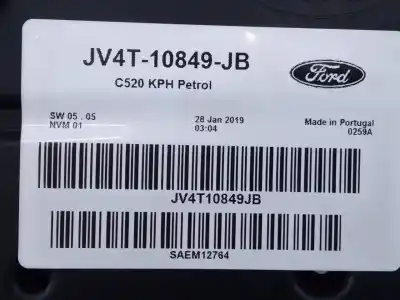 JV4T-10849-JB
Ford
C520 KPH Petrol
SW 05 . 05
NVM 01
28 Jan 2019
03:04
Made in Portugal
0259A
JV4T10849JB
SAEM12764